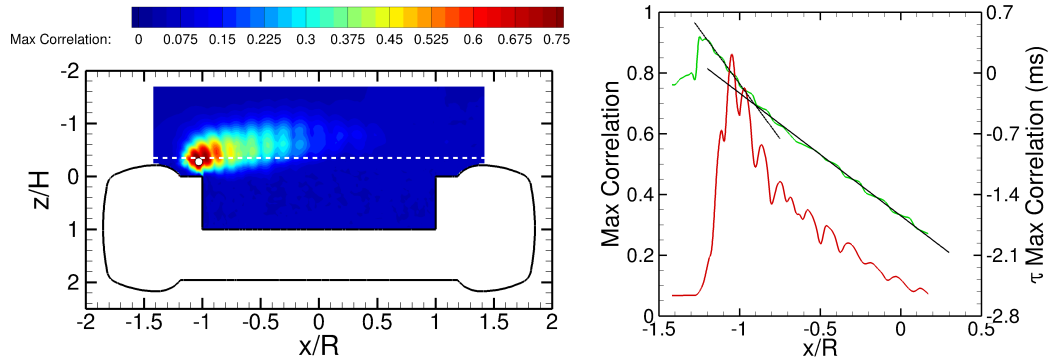 Max Correlation: 0 0.075 0.15 0.225 0.3 0.375 0.45 0.525 0.6 0.675 0.75
-2
-1
0
1
2
z/H
-2 -1.5 -1 -0.5 0 0.5 1 1.5 2
x/R
1
0.8
0.6
0.4
0.2
0
Max Correlation
0.7
0
-0.7
-1.4
-2.1
-2.8
τ Max Correlation (ms)
-1.5 -1 -0.5 0 0.5
x/R